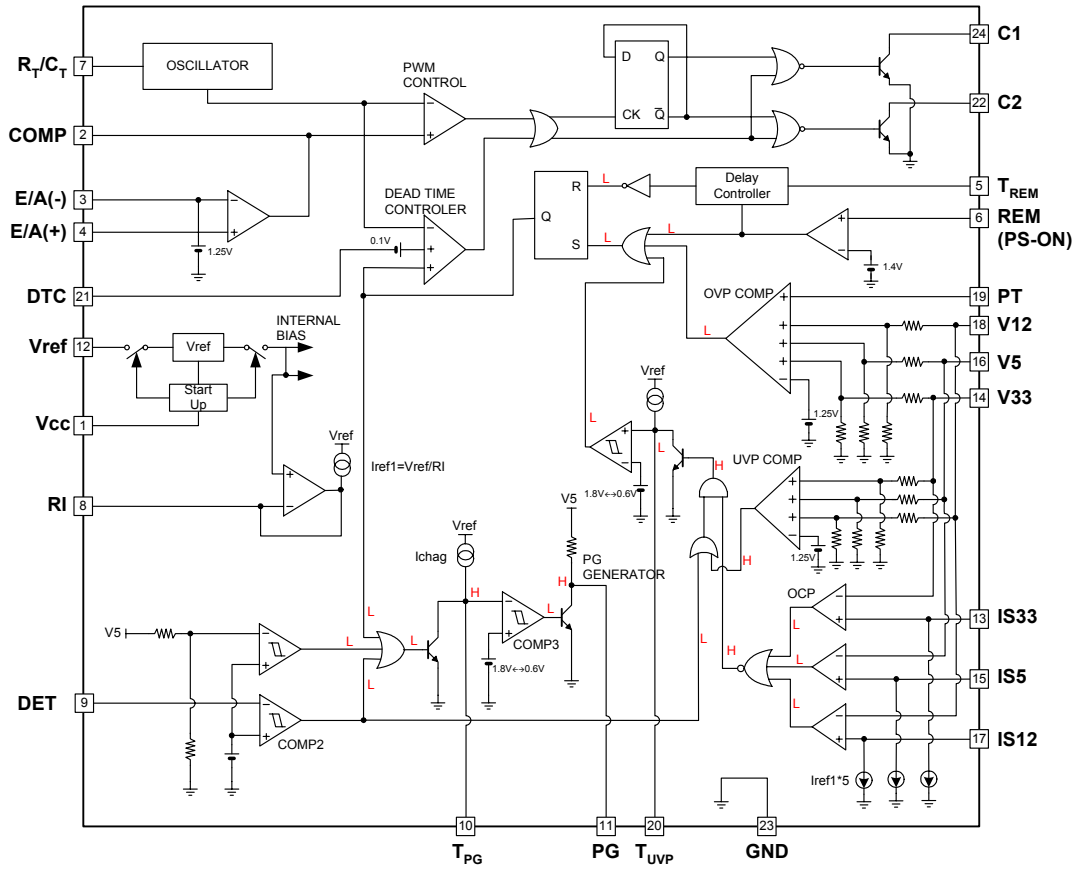 24 C1
R_T/C_T 7 OSCILLATOR
PWM
CONTROL
D Q
CK Q̅
22 C2
COMP 2
− +
E/A(-) 3
E/A(+) 4
− +
1.25V
DEAD TIME
CONTROLER
0.1V
− + +
DTC 21
R
Q
S
L
L
L
Delay
Controller
5 T_REM
6 REM
(PS-ON)
+ −
1.4V
19 PT
OVP COMP
18 V12
16 V5
14 V33
+ + + + −
L
1.25V
Vref 12
Vref
INTERNAL
BIAS
Start
Up
Vcc 1
Vref
Iref1=Vref/RI
+ −
RI 8
Vref
L
+ −
L
H
1.8V↔0.6V
UVP COMP
+ + + −
H
1.25V
Vref
Ichag
V5
PG
GENERATOR
H
H
− +
L
COMP3
1.8V↔0.6V
L
H
OCP
− +
L
13 IS33
− +
L
15 IS5
− +
L
17 IS12
Iref1*5
V5
− +
L
L
L
L
DET 9
− +
COMP2
10
T_PG
11
PG
20
T_UVP
23
GND